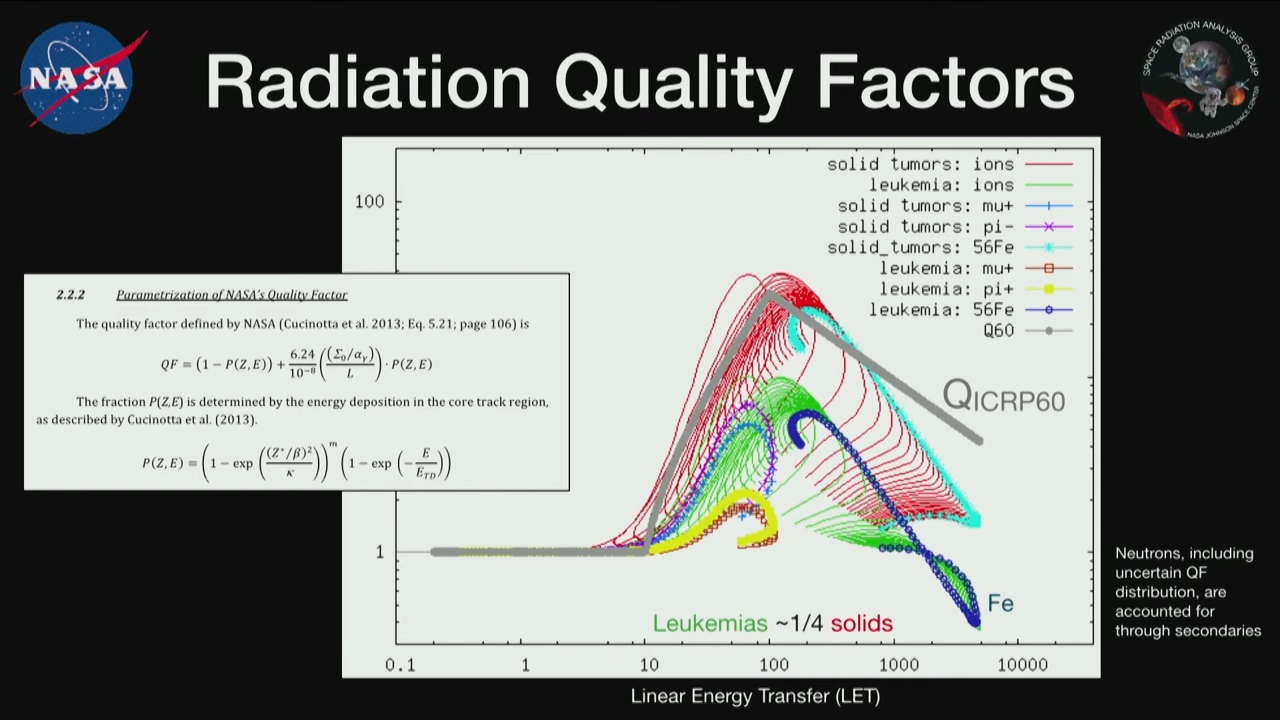 NASA
Radiation Quality Factors
SPACE RADIATION ANALYSIS GROUP
NASA JOHNSON SPACE CENTER
solid tumors: ions
leukemia: ions
solid tumors: mu+
solid tumors: pi-
solid_tumors: 56Fe
leukemia: mu+
leukemia: pi+
leukemia: 56Fe
Q60
100
1
2.2.2 Parametrization of NASA's Quality Factor
The quality factor defined by NASA (Cucinotta et al. 2013; Eq. 5.21; page 106) is
QF = (1 − P(Z, E)) + 6.24/10⁻⁸ ((Σ₀/αᵧ)/L) · P(Z, E)
The fraction P(Z,E) is determined by the energy deposition in the core track region,
as described by Cucinotta et al. (2013).
P(Z, E) = (1 − exp ((Z*/β)²/κ))ᵐ (1 − exp (−E/E_TD))
QICRP60
Fe
Leukemias ~1/4 solids
0.1 1 10 100 1000 10000
Linear Energy Transfer (LET)
Neutrons, including
uncertain QF
distribution, are
accounted for
through secondaries